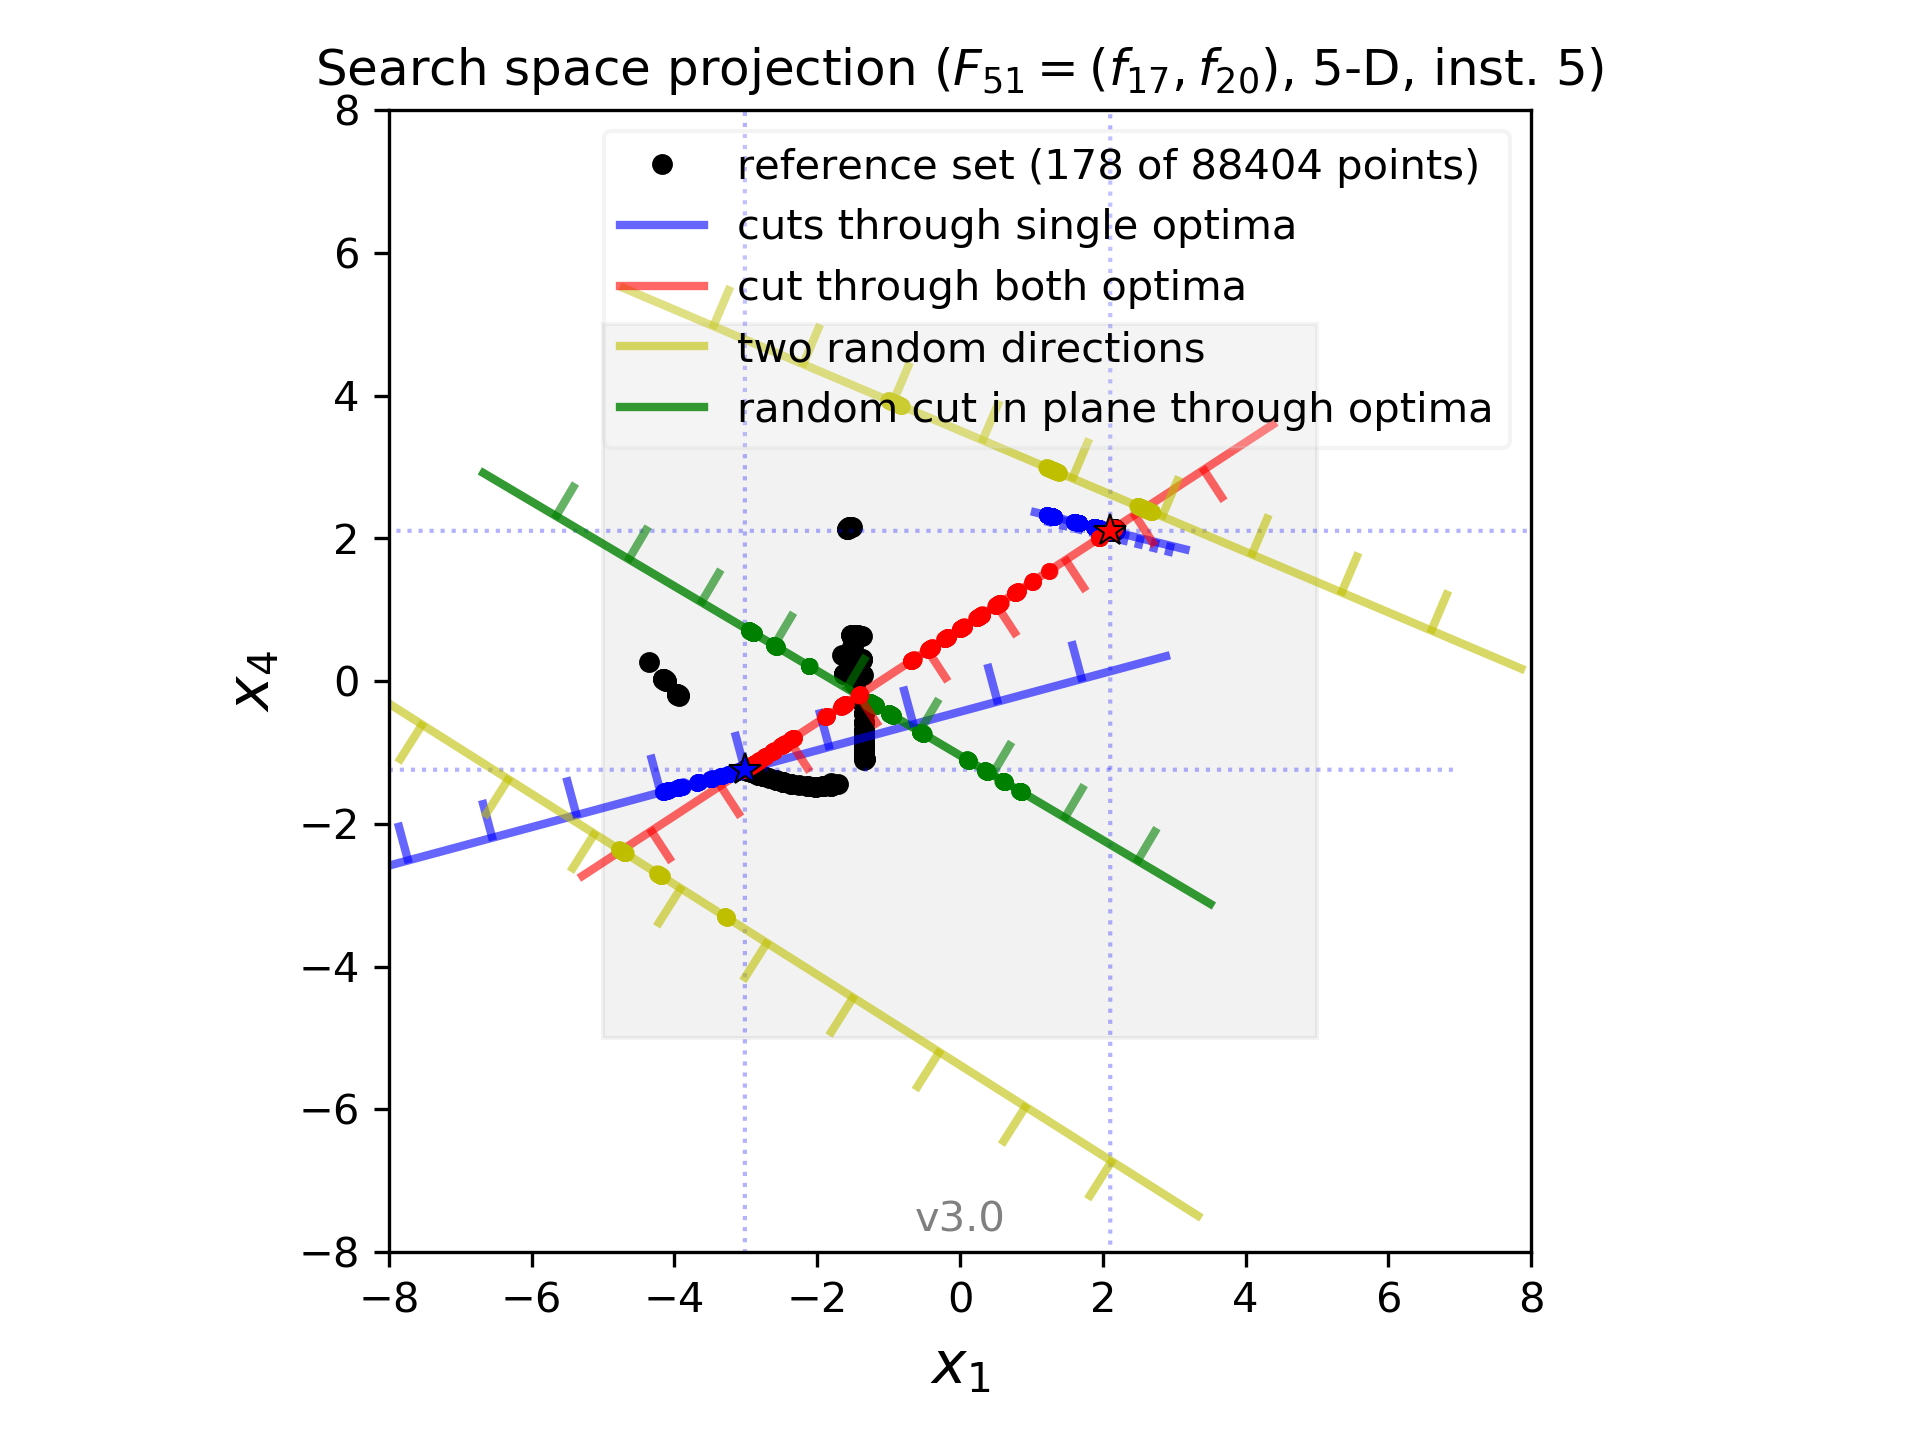 Search space projection (F₅₁ = (f₁₇, f₂₀), 5-D, inst. 5)
reference set (178 of 88404 points)
cuts through single optima
cut through both optima
two random directions
random cut in plane through optima
8
6
4
2
0
−2
−4
−6
−8
x₄
v3.0
−8 −6 −4 −2 0 2 4 6 8
x₁